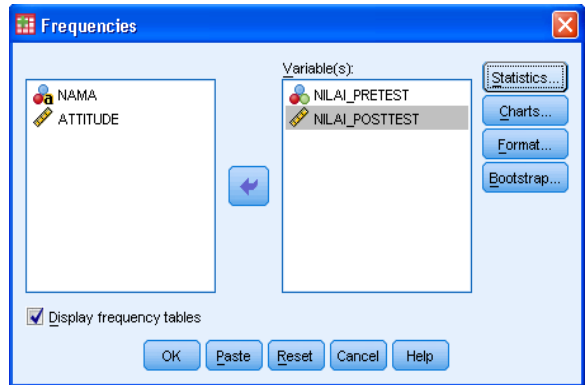 Frequencies
Variable(s):
NAMA
ATTITUDE
NILAI_PRETEST
NILAI_POSTTEST
Statistics...
Charts...
Format...
Bootstrap...
Display frequency tables
OK
Paste
Reset
Cancel
Help